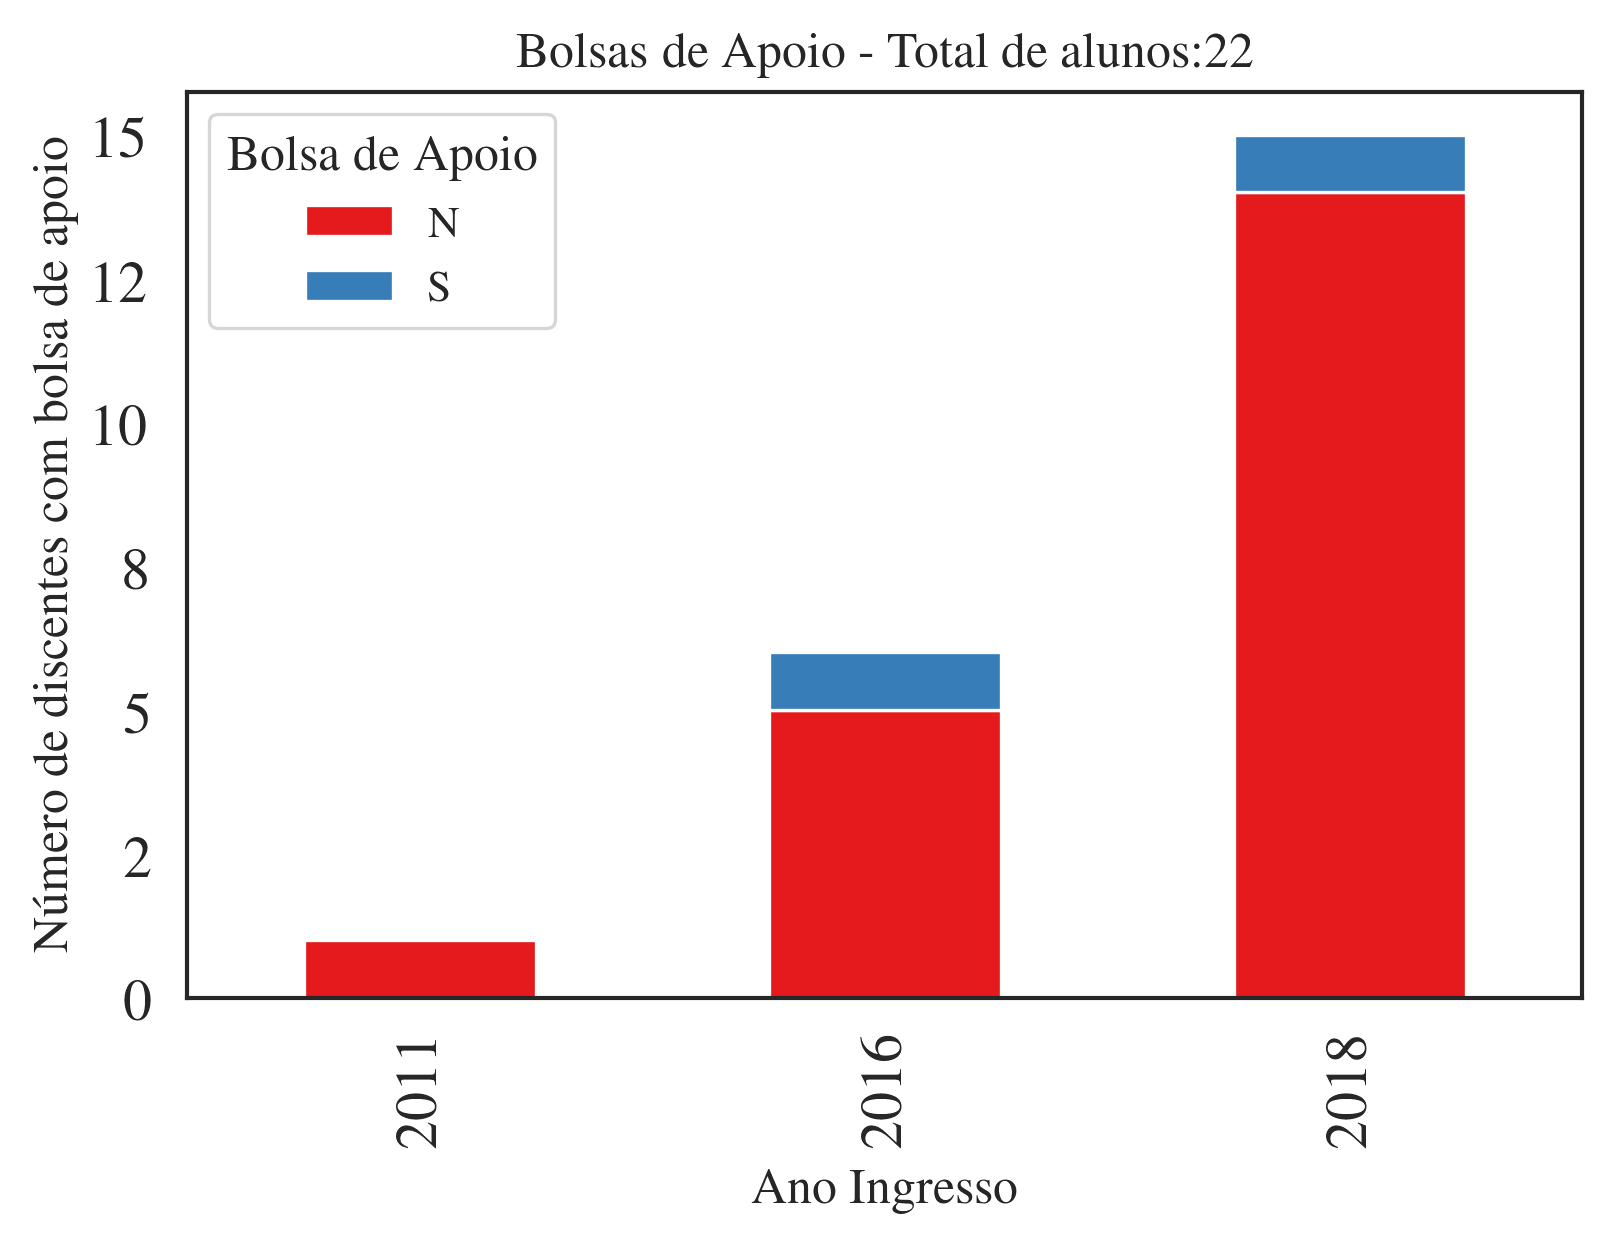 Bolsas de Apoio - Total de alunos:22
Bolsa de Apoio
N
S
Número de discentes com bolsa de apoio
15
12
10
8
5
2
0
2011
2016
2018
Ano Ingresso